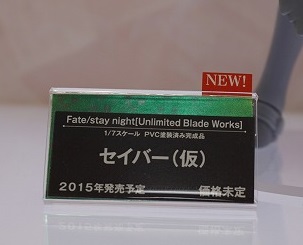 NEW!
Fate/stay night[Unlimited Blade Works]
1/7スケール PVC塗装済み完成品
セイバー(仮)
2015年発売予定 価格未定